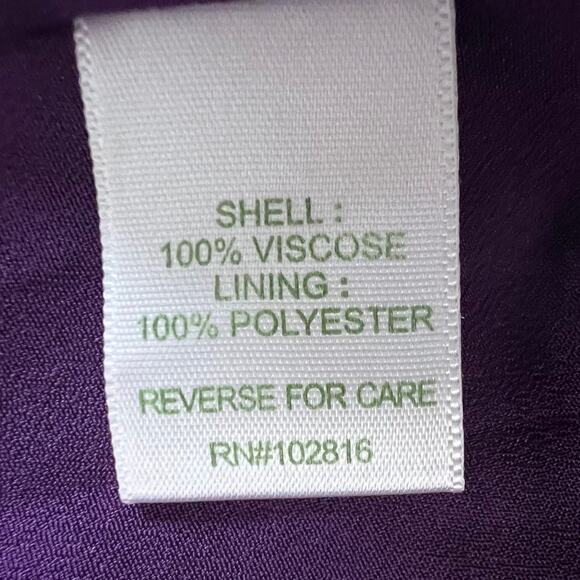 SHELL :
100% VISCOSE
LINING :
100% POLYESTER
REVERSE FOR CARE
RN#102816